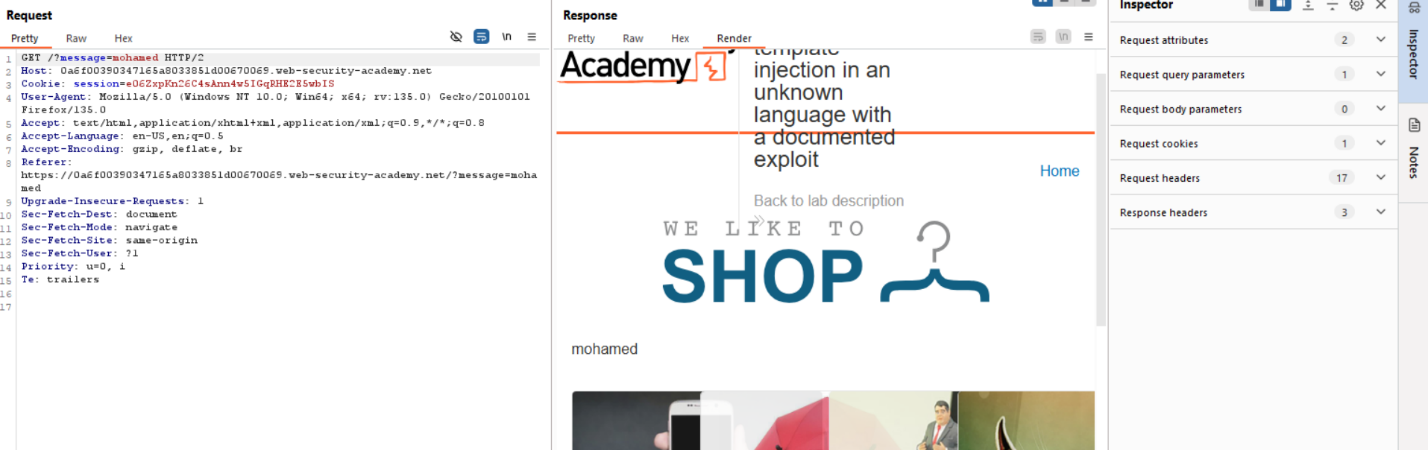 Request
Pretty
Raw
Hex
\n
1 GET /?message=mohamed HTTP/2
2 Host: 0a6f00390347165a8033851d00670069.web-security-academy.net
3 Cookie: session=e06ZxpKn26C4sAnn4w5IGqRHE2E5wbIS
4 User-Agent: Mozilla/5.0 (Windows NT 10.0; Win64; x64; rv:135.0) Gecko/20100101
Firefox/135.0
5 Accept: text/html,application/xhtml+xml,application/xml;q=0.9,*/*;q=0.8
6 Accept-Language: en-US,en;q=0.5
7 Accept-Encoding: gzip, deflate, br
8 Referer:
https://0a6f00390347165a8033851d00670069.web-security-academy.net/?message=moha
med
9 Upgrade-Insecure-Requests: 1
10 Sec-Fetch-Dest: document
11 Sec-Fetch-Mode: navigate
12 Sec-Fetch-Site: same-origin
13 Sec-Fetch-User: ?1
14 Priority: u=0, i
15 Te: trailers
16
17
Response
Pretty
Raw
Hex
Render
\n
Academy
template
injection in an
unknown
language with
a documented
exploit
Home
Back to lab description
WE LIKE TO
SHOP
mohamed
Inspector
Request attributes 2
Request query parameters 1
Request body parameters 0
Request cookies 1
Request headers 17
Response headers 3
Inspector
Notes